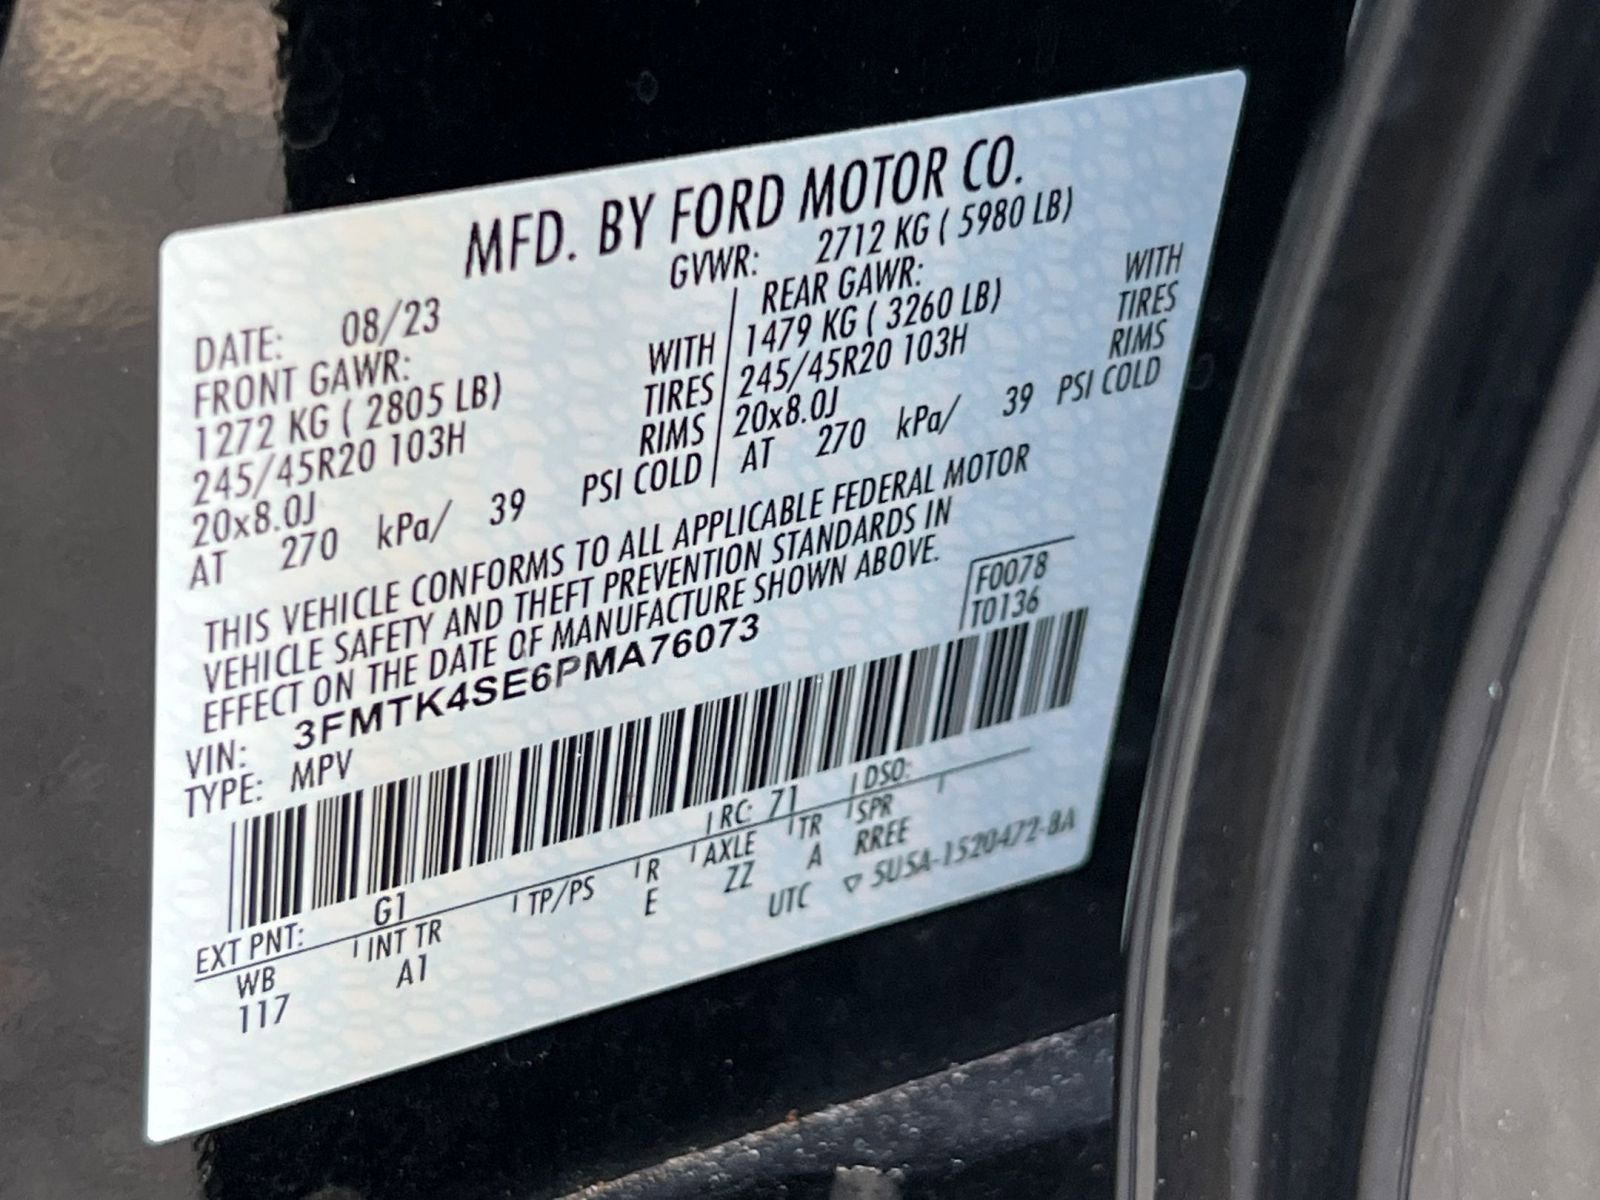 MFD. BY FORD MOTOR CO.
DATE: 08/23 GVWR: 2712 KG ( 5980 LB)
FRONT GAWR: REAR GAWR:
1272 KG ( 2805 LB) WITH 1479 KG ( 3260 LB) WITH
245/45R20 103H TIRES 245/45R20 103H TIRES
20x8.0J RIMS 20x8.0J RIMS
AT 270 kPa/ 39 PSI COLD AT 270 kPa/ 39 PSI COLD
THIS VEHICLE CONFORMS TO ALL APPLICABLE FEDERAL MOTOR
VEHICLE SAFETY AND THEFT PREVENTION STANDARDS IN
EFFECT ON THE DATE OF MANUFACTURE SHOWN ABOVE.
F0078
VIN: 3FMTK4SE6PMA76073 T0136
TYPE: MPV
EXT PNT: G1 RC: 71 DSO:
WB INT TR TP/PS R AXLE TR SPR
117 A1 E ZZ A RREE
UTC ▽ 5U5A-1520472-BA